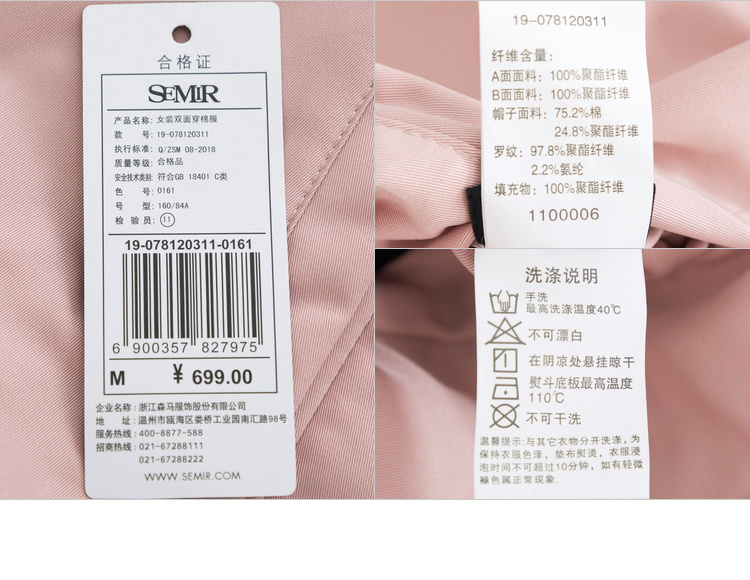 合格证
SEMIR
产品名称: 女装双面穿棉服
款 号: 19-078120311
执行标准: Q/ZSM 08-2018
质量等级: 合格品
安全技术类别: 符合GB 18401 C类
色 号: 0161
号 型: 160/84A
检 验 员: 11
19-078120311-0161
6 900357 827975
M ¥ 699.00
企业名称: 浙江森马服饰股份有限公司
地 址: 温州市瓯海区娄桥工业园南汇路98号
服务热线: 400-8877-588
招商热线: 021-67288111
021-67288222
WWW.SEMIR.COM
19-078120311
纤维含量:
A面面料: 100%聚酯纤维
B面面料: 100%聚酯纤维
帽子面料: 75.2%棉
24.8%聚酯纤维
罗纹: 97.8%聚酯纤维
2.2%氨纶
填充物: 100%聚酯纤维
1100006
洗涤说明
手洗
最高洗涤温度40℃
不可漂白
在阴凉处悬挂晾干
熨斗底板最高温度
110℃
不可干洗
温馨提示: 与其它衣物分开洗涤, 为
保持衣服色泽, 垫布熨烫, 衣服浸
泡时间不可超过10分钟, 如有轻微
褪色属正常现象.